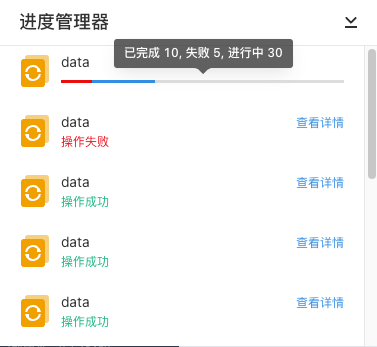 进度管理器
已完成 10, 失败 5, 进行中 30
data
data
查看详情
操作失败
data
查看详情
操作成功
data
查看详情
操作成功
data
查看详情
操作成功